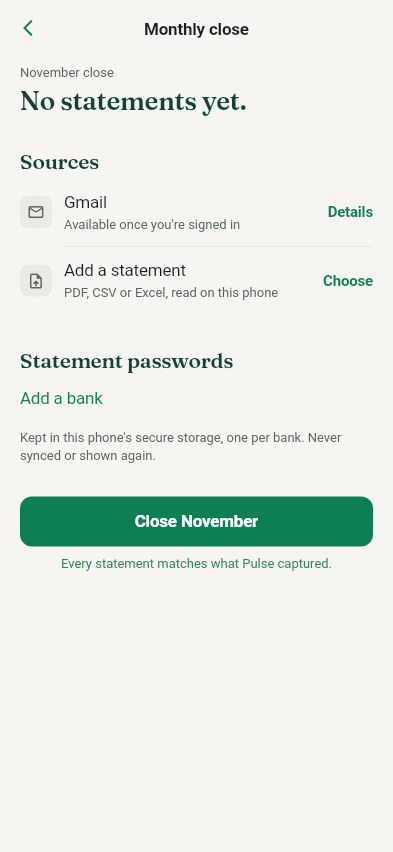 Monthly close
November close
No statements yet.
Sources
Gmail
Available once you're signed in
Details
Add a statement
PDF, CSV or Excel, read on this phone
Choose
Statement passwords
Add a bank
Kept in this phone's secure storage, one per bank. Never
synced or shown again.
Close November
Every statement matches what Pulse captured.